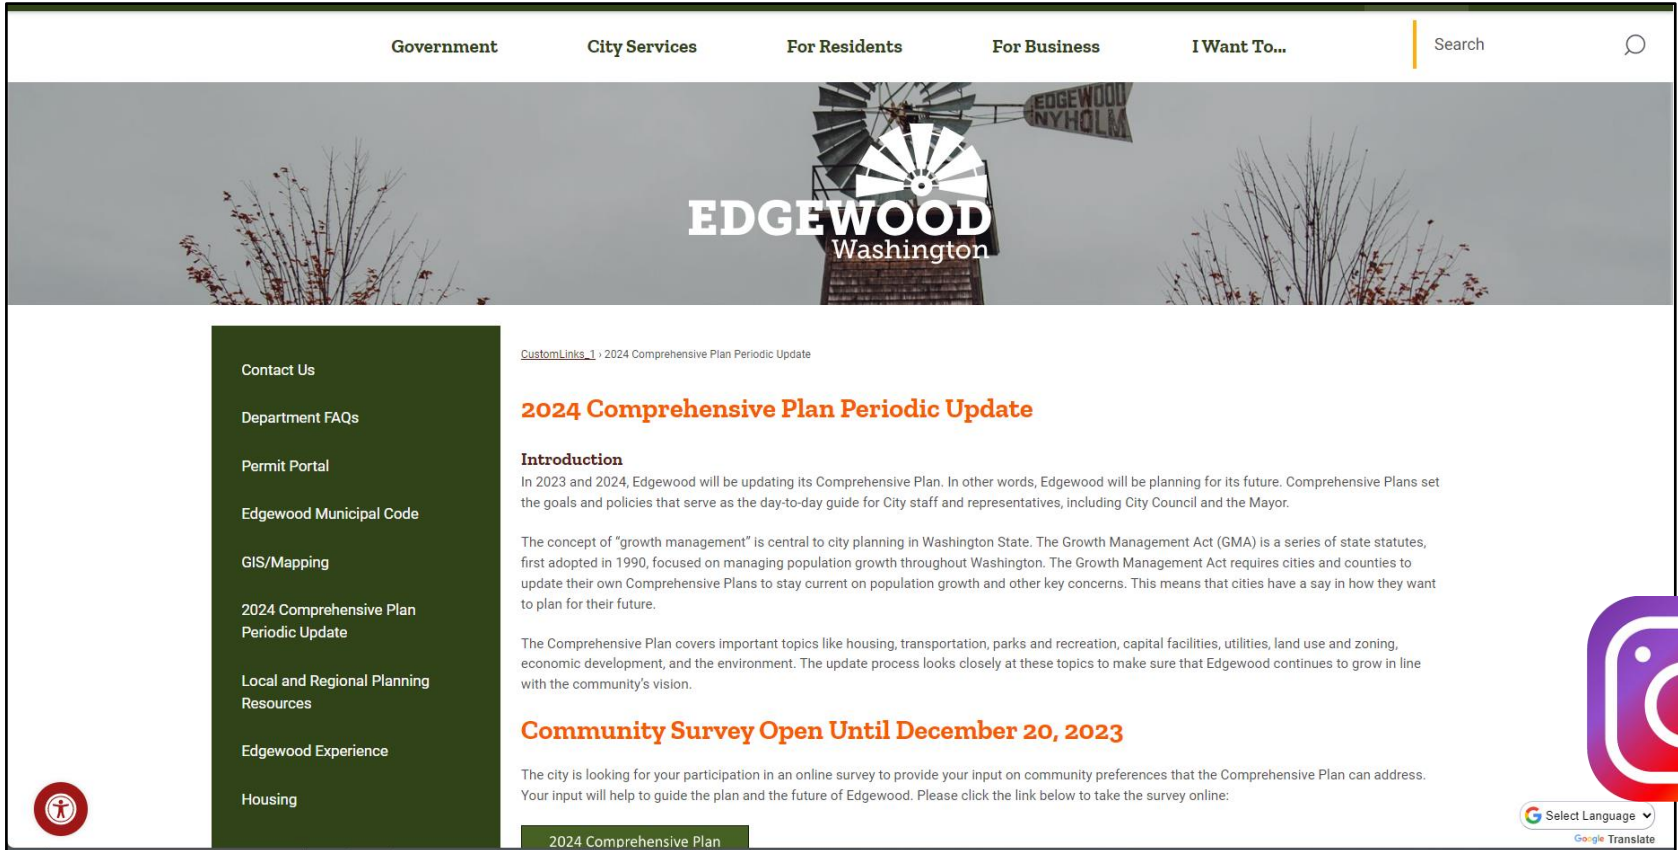 Government City Services For Residents For Business I Want To... Search
EDGEWOOD
NYHOLM
EDGEWOOD
Washington
Contact Us
Department FAQs
Permit Portal
Edgewood Municipal Code
GIS/Mapping
2024 Comprehensive Plan
Periodic Update
Local and Regional Planning
Resources
Edgewood Experience
Housing
CustomLinks_1 › 2024 Comprehensive Plan Periodic Update
2024 Comprehensive Plan Periodic Update
Introduction
In 2023 and 2024, Edgewood will be updating its Comprehensive Plan. In other words, Edgewood will be planning for its future. Comprehensive Plans set
the goals and policies that serve as the day-to-day guide for City staff and representatives, including City Council and the Mayor.
The concept of “growth management” is central to city planning in Washington State. The Growth Management Act (GMA) is a series of state statutes,
first adopted in 1990, focused on managing population growth throughout Washington. The Growth Management Act requires cities and counties to
update their own Comprehensive Plans to stay current on population growth and other key concerns. This means that cities have a say in how they want
to plan for their future.
The Comprehensive Plan covers important topics like housing, transportation, parks and recreation, capital facilities, utilities, land use and zoning,
economic development, and the environment. The update process looks closely at these topics to make sure that Edgewood continues to grow in line
with the community’s vision.
Community Survey Open Until December 20, 2023
The city is looking for your participation in an online survey to provide your input on community preferences that the Comprehensive Plan can address.
Your input will help to guide the plan and the future of Edgewood. Please click the link below to take the survey online:
2024 Comprehensive Plan
Select Language
Google Translate